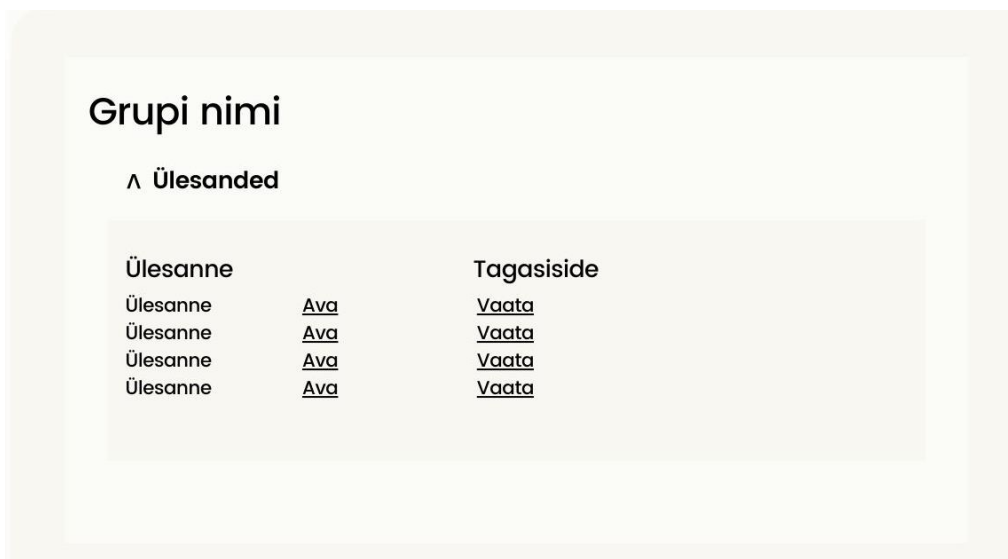 Grupi nimi
∧ Ülesanded
Ülesanne Tagasiside
Ülesanne Ava Vaata
Ülesanne Ava Vaata
Ülesanne Ava Vaata
Ülesanne Ava Vaata